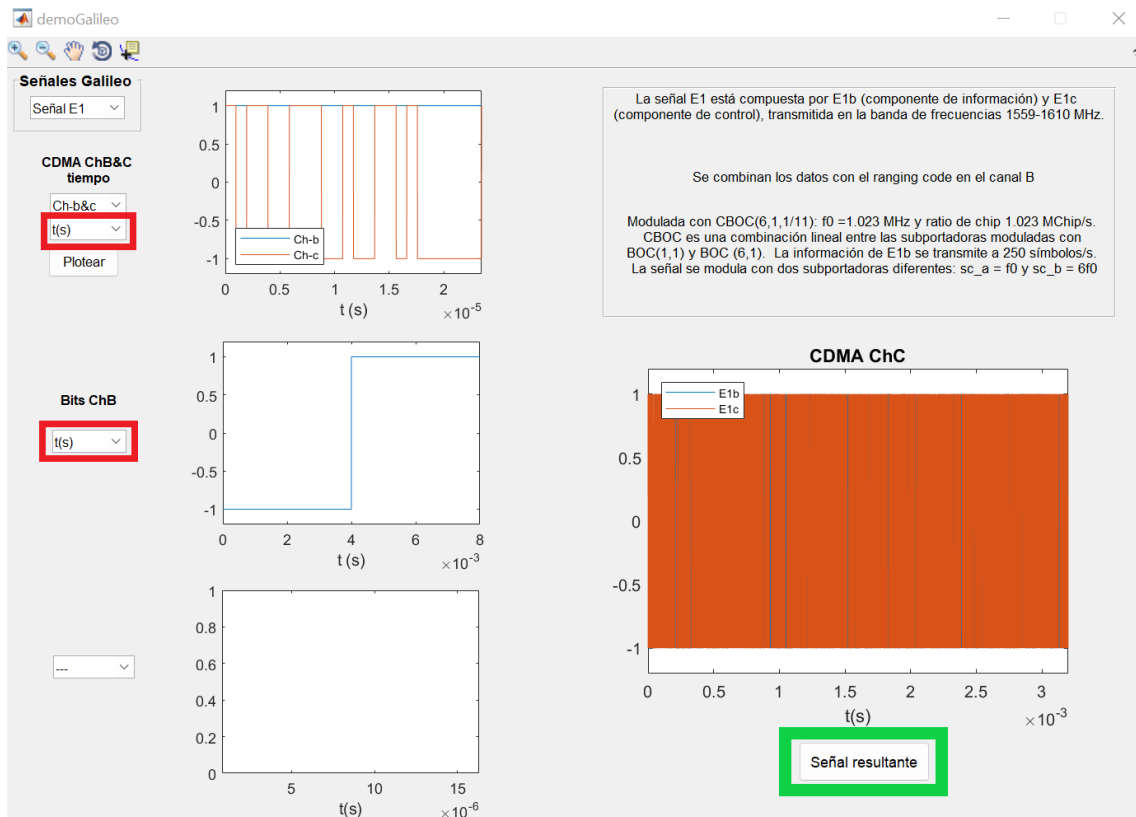 demoGalileo
Señales Galileo
Señal E1
CDMA ChB&C
tiempo
Ch-b&c
t(s)
Plotear
1
0.5
0
-0.5
-1
Ch-b
Ch-c
0 0.5 1 1.5 2
t (s)
×10-5
La señal E1 está compuesta por E1b (componente de información) y E1c
(componente de control), transmitida en la banda de frecuencias 1559-1610 MHz.
Se combinan los datos con el ranging code en el canal B
Modulada con CBOC(6,1,1/11): f0 =1.023 MHz y ratio de chip 1.023 MChip/s.
CBOC es una combinación lineal entre las subportadoras moduladas con
BOC(1,1) y BOC (6,1). La información de E1b se transmite a 250 símbolos/s.
La señal se modula con dos subportadoras diferentes: sc_a = f0 y sc_b = 6f0
Bits ChB
t(s)
1
0.5
0
-0.5
-1
0 2 4 6 8
t (s)
×10-3
CDMA ChC
1
0.5
0
-0.5
-1
E1b
E1c
0 0.5 1 1.5 2 2.5 3
t(s)
×10-3
---
1
0.8
0.6
0.4
0.2
0
5 10 15
t(s)
×10-6
Señal resultante